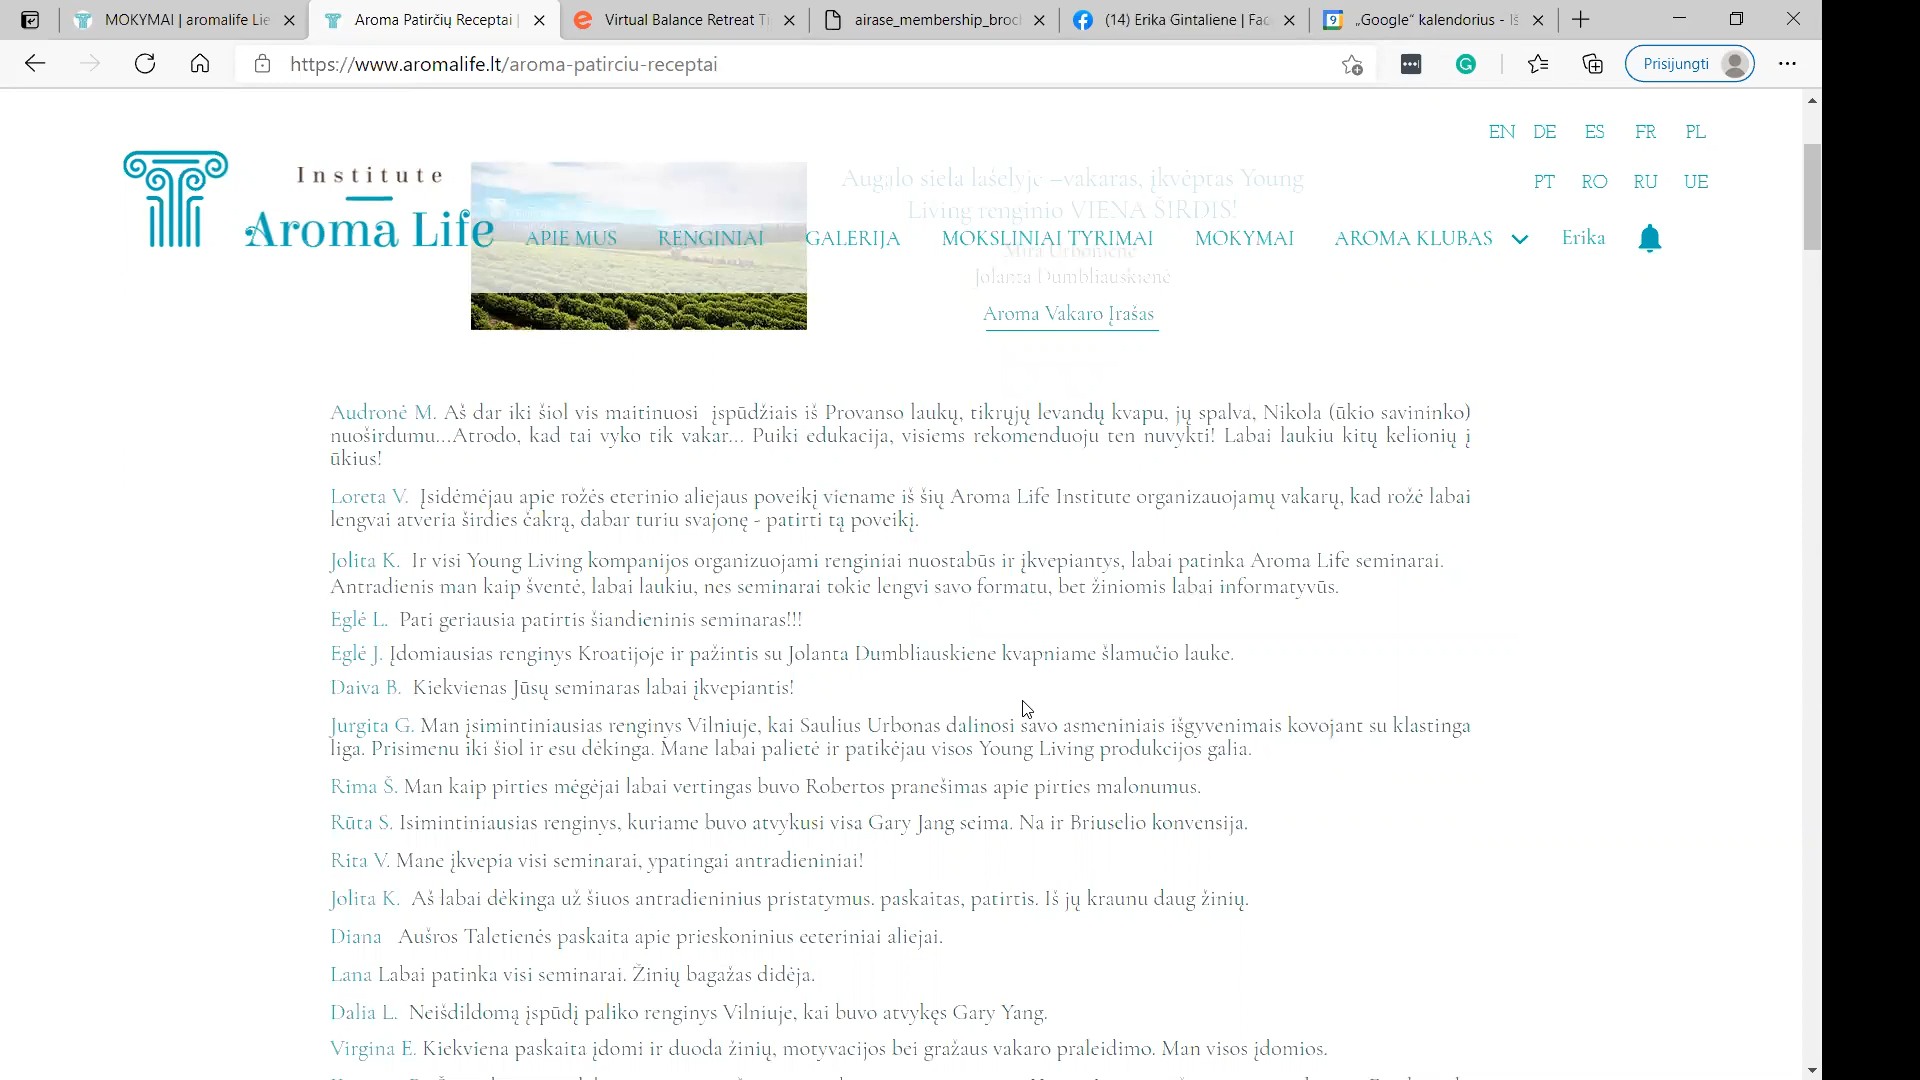 MOKYMAI | aromalife Lie
Aroma Patirčių Receptai |
Virtual Balance Retreat Ti
airase_membership_broch
(14) Erika Gintaliene | Fac
9
„Google“ kalendorius - Iš
https://www.aromalife.lt/aroma-patirciu-receptai
Prisijungti
EN DE ES FR PL
PT RO RU UE
Institute
Aroma Life
APIE MUS RENGINIAI GALERIJA MOKSLINIAI TYRIMAI MOKYMAI AROMA KLUBAS Erika
Augalo siela lašelyje –vakaras, įkvėptas Young
Living renginio VIENA ŠIRDIS!
Mira Urbonienė
Jolanta Dumbliauskienė
Aroma Vakaro Įrašas
Audronė M. Aš dar iki šiol vis maitinuosi įspūdžiais iš Provanso laukų, tikrųjų levandų kvapu, jų spalva, Nikola (ūkio savininko)
nuoširdumu...Atrodo, kad tai vyko tik vakar... Puiki edukacija, visiems rekomenduoju ten nuvykti! Labai laukiu kitų kelionių į
ūkius!
Loreta V. Įsidėmėjau apie rožės eterinio aliejaus poveikį viename iš šių Aroma Life Institute organizauojamų vakarų, kad rožė labai
lengvai atveria širdies čakrą, dabar turiu svajonę - patirti tą poveikį.
Jolita K. Ir visi Young Living kompanijos organizuojami renginiai nuostabūs ir įkvepiantys, labai patinka Aroma Life seminarai.
Antradienis man kaip šventė, labai laukiu, nes seminarai tokie lengvi savo formatu, bet žiniomis labai informatyvūs.
Eglė L. Pati geriausia patirtis šiandieninis seminaras!!!
Eglė J. Įdomiausias renginys Kroatijoje ir pažintis su Jolanta Dumbliauskiene kvapniame šlamučio lauke.
Daiva B. Kiekvienas Jūsų seminaras labai įkvepiantis!
Jurgita G. Man įsimintiniausias renginys Vilniuje, kai Saulius Urbonas dalinosi savo asmeniniais išgyvenimais kovojant su klastinga
liga. Prisimenu iki šiol ir esu dėkinga. Mane labai palietė ir patikėjau visos Young Living produkcijos galia.
Rima Š. Man kaip pirties mėgėjai labai vertingas buvo Robertos pranešimas apie pirties malonumus.
Rūta S. Isimintiniausias renginys, kuriame buvo atvykusi visa Gary Jang seima. Na ir Briuselio konvensija.
Rita V. Mane įkvepia visi seminarai, ypatingai antradieniniai!
Jolita K. Aš labai dėkinga už šiuos antradieninius pristatymus. paskaitas, patirtis. Iš jų kraunu daug žinių.
Diana Aušros Taletienės paskaita apie prieskoninius eeteriniai aliejai.
Lana Labai patinka visi seminarai. Žinių bagažas didėja.
Dalia L. Neišdildomą įspūdį paliko renginys Vilniuje, kai buvo atvykęs Gary Yang.
Virgina E. Kiekviena paskaita įdomi ir duoda žinių, motyvacijos bei gražaus vakaro praleidimo. Man visos įdomios.